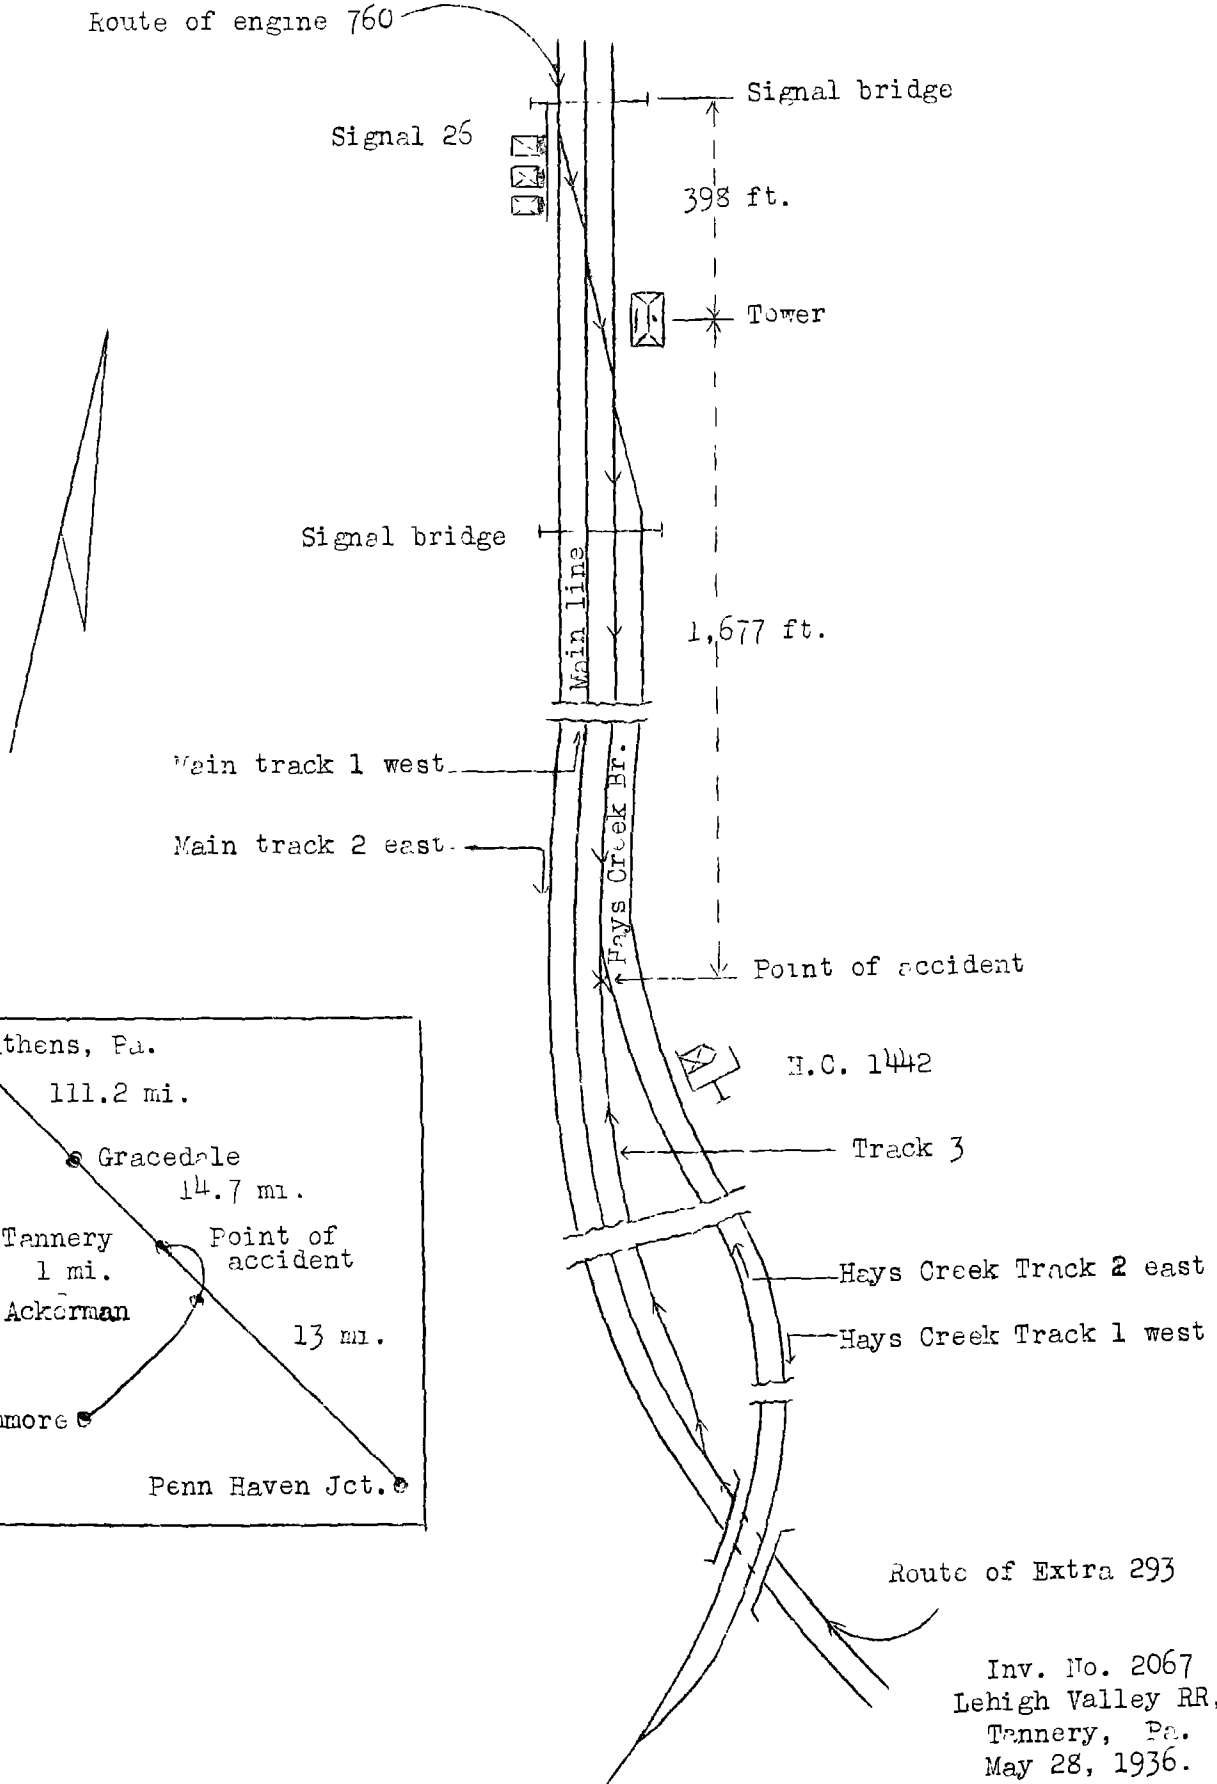 Route of engine 760
Signal bridge
Signal 26
398 ft.
Tower
Signal bridge
Main line
1,677 ft.
Main track 1 west
Main track 2 east
Hays Creek Br.
Point of accident
H.C. 1442
Track 3
Hays Creek Track 2 east
Hays Creek Track 1 west
Route of Extra 293
thens, Pa.
111.2 mi.
Gracedale
14.7 mi.
Tannery
Point of
accident
1 mi.
Ackerman
13 mi.
more
Penn Haven Jct.
Inv. No. 2067
Lehigh Valley RR,
Tannery, Pa.
May 28, 1936.